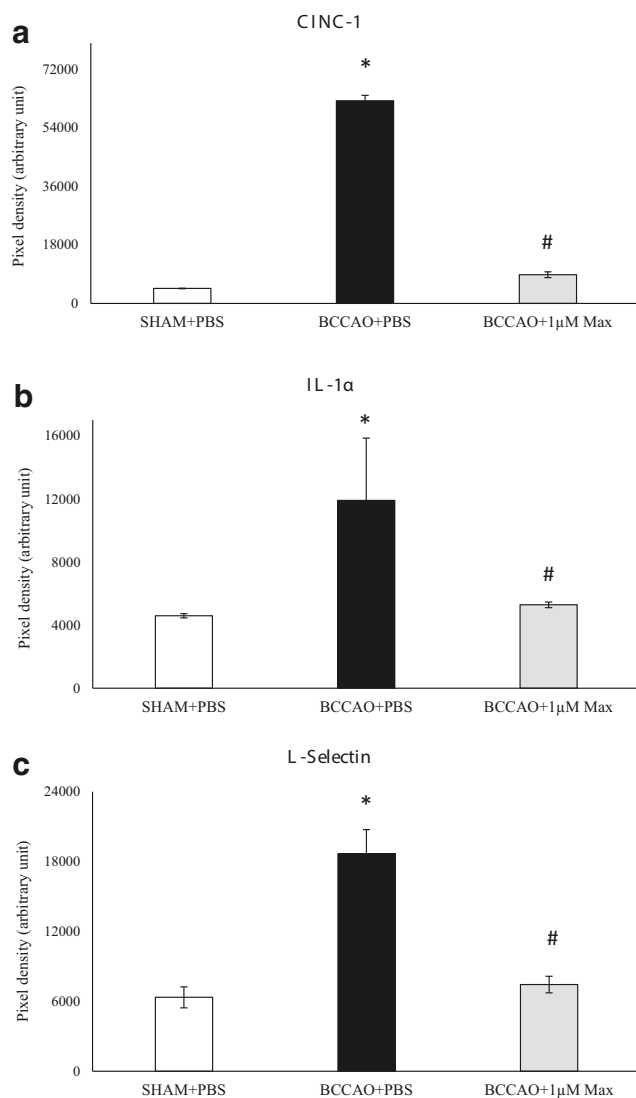 a
CINC-1
Pixel density (arbitrary unit)
72000
54000
36000
18000
0
*
#
SHAM+PBS
BCCAO+PBS
BCCAO+1µM Max
b
IL-1α
Pixel density (arbitrary unit)
16000
12000
8000
4000
0
*
#
SHAM+PBS
BCCAO+PBS
BCCAO+1µM Max
c
L-Selectin
Pixel density (arbitrary unit)
24000
18000
12000
6000
0
*
#
SHAM+PBS
BCCAO+PBS
BCCAO+1µM Max